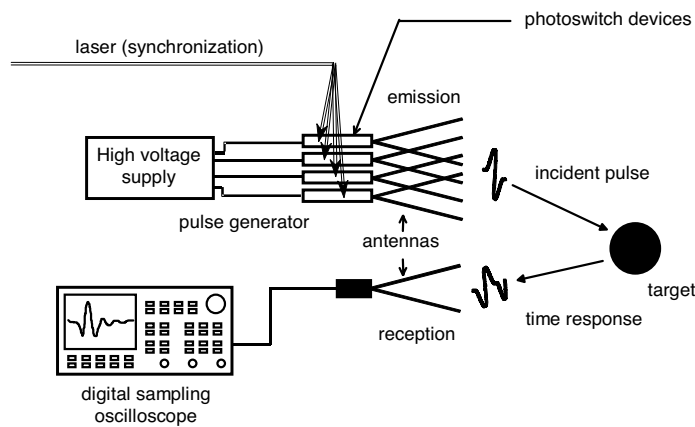 photoswitch devices
laser (synchronization)
emission
High voltage
supply
incident pulse
pulse generator
antennas
target
time response
reception
digital sampling
oscilloscope